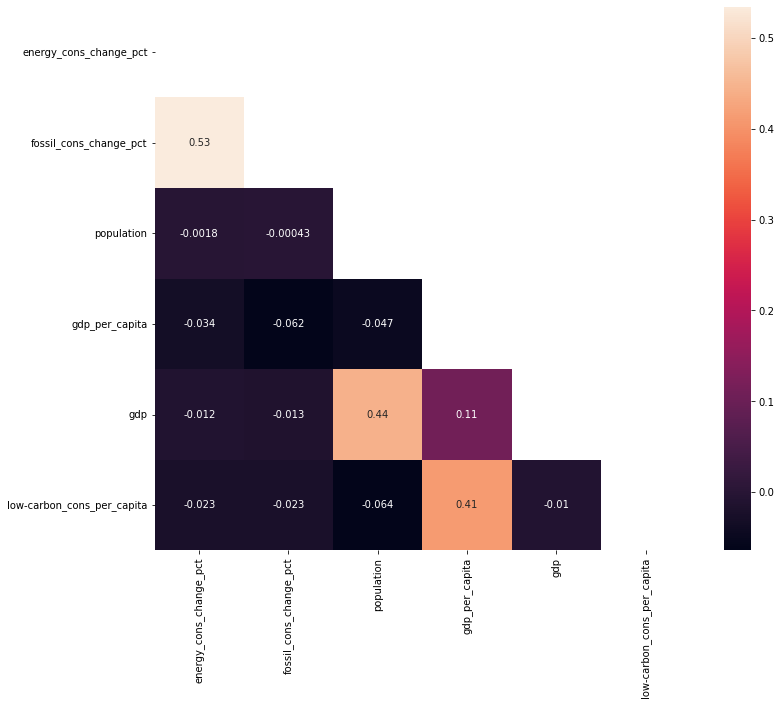 energy_cons_change_pct
fossil_cons_change_pct
0.53
population
-0.0018 -0.00043
gdp_per_capita
-0.034 -0.062 -0.047
gdp
-0.012 -0.013 0.44 0.11
low-carbon_cons_per_capita
-0.023 -0.023 -0.064 0.41 -0.01
energy_cons_change_pct
fossil_cons_change_pct
population
gdp_per_capita
gdp
low-carbon_cons_per_capita
0.5
0.4
0.3
0.2
0.1
0.0